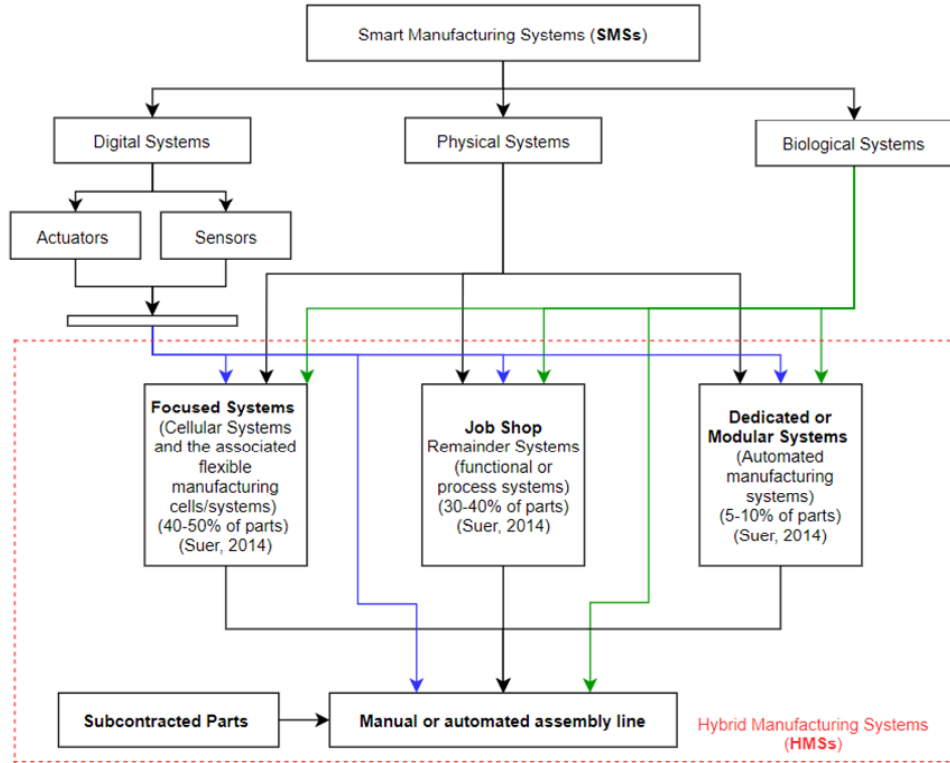 Smart Manufacturing Systems (SMSs)
Digital Systems
Physical Systems
Biological Systems
Actuators
Sensors
Focused Systems
(Cellular Systems
and the associated
flexible
manufacturing
cells/systems)
(40-50% of parts)
(Suer, 2014)
Job Shop
Remainder Systems
(functional or
process systems)
(30-40% of parts)
(Suer, 2014)
Dedicated or
Modular Systems
(Automated
manufacturing
systems)
(5-10% of parts)
(Suer, 2014)
Subcontracted Parts
Manual or automated assembly line
Hybrid Manufacturing Systems
(HMSs)